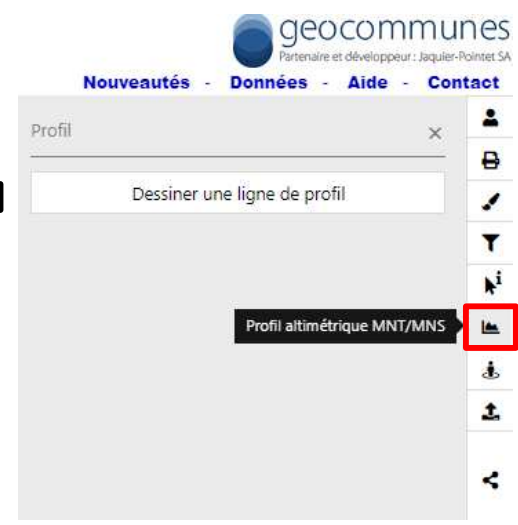 geocommunes
Partenaire et développeur : Jaquier-Pointet SA
Nouveautés - Données - Aide - Contact
Profil ×
Dessiner une ligne de profil
Profil altimétrique MNT/MNS